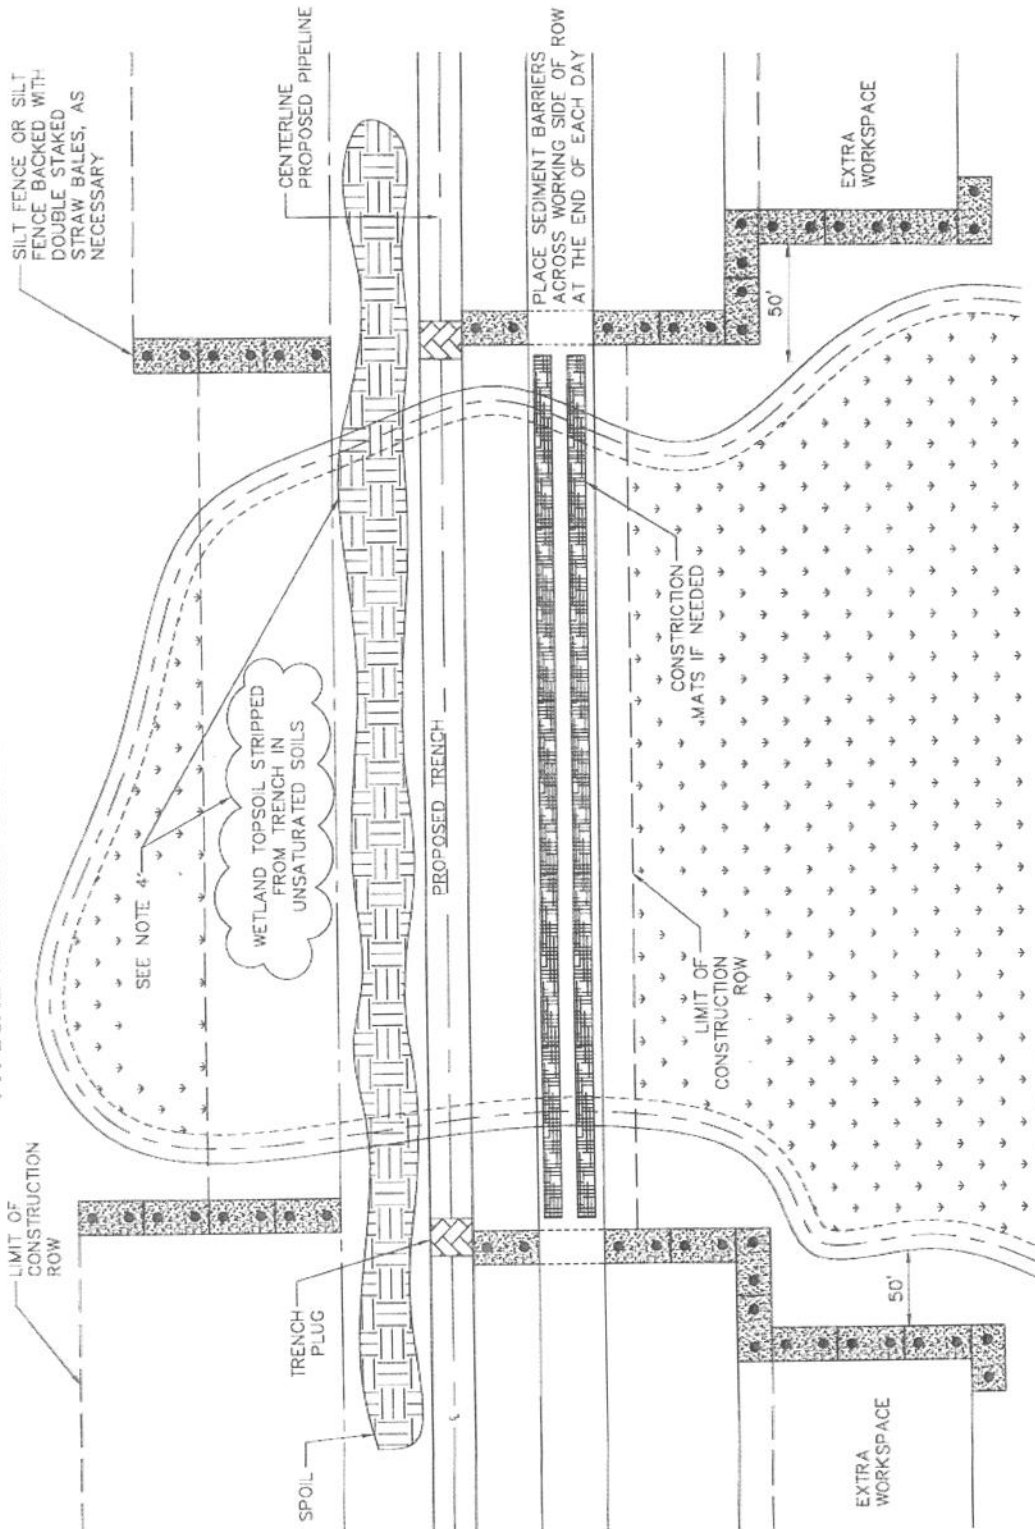 SILT FENCE OR SILT
FENCE BACKED WITH
DOUBLE STAKED
STRAW BALES, AS
NECESSARY
LIMIT OF
CONSTRUCTION
ROW
SEE NOTE 4
WETLAND TOPSOIL STRIPPED
FROM TRENCH IN
UNSATURATED SOILS
CENTERLINE
PROPOSED PIPELINE
SPOIL
TRENCH
PLUG
PROPOSED TRENCH
PLACE SEDIMENT BARRIERS
ACROSS WORKING SIDE OF ROW
AT THE END OF EACH DAY
CONSTRICTION
MATS IF NEEDED
LIMIT OF
CONSTRUCTION
ROW
50'
50'
EXTRA
WORKSPACE
EXTRA
WORKSPACE